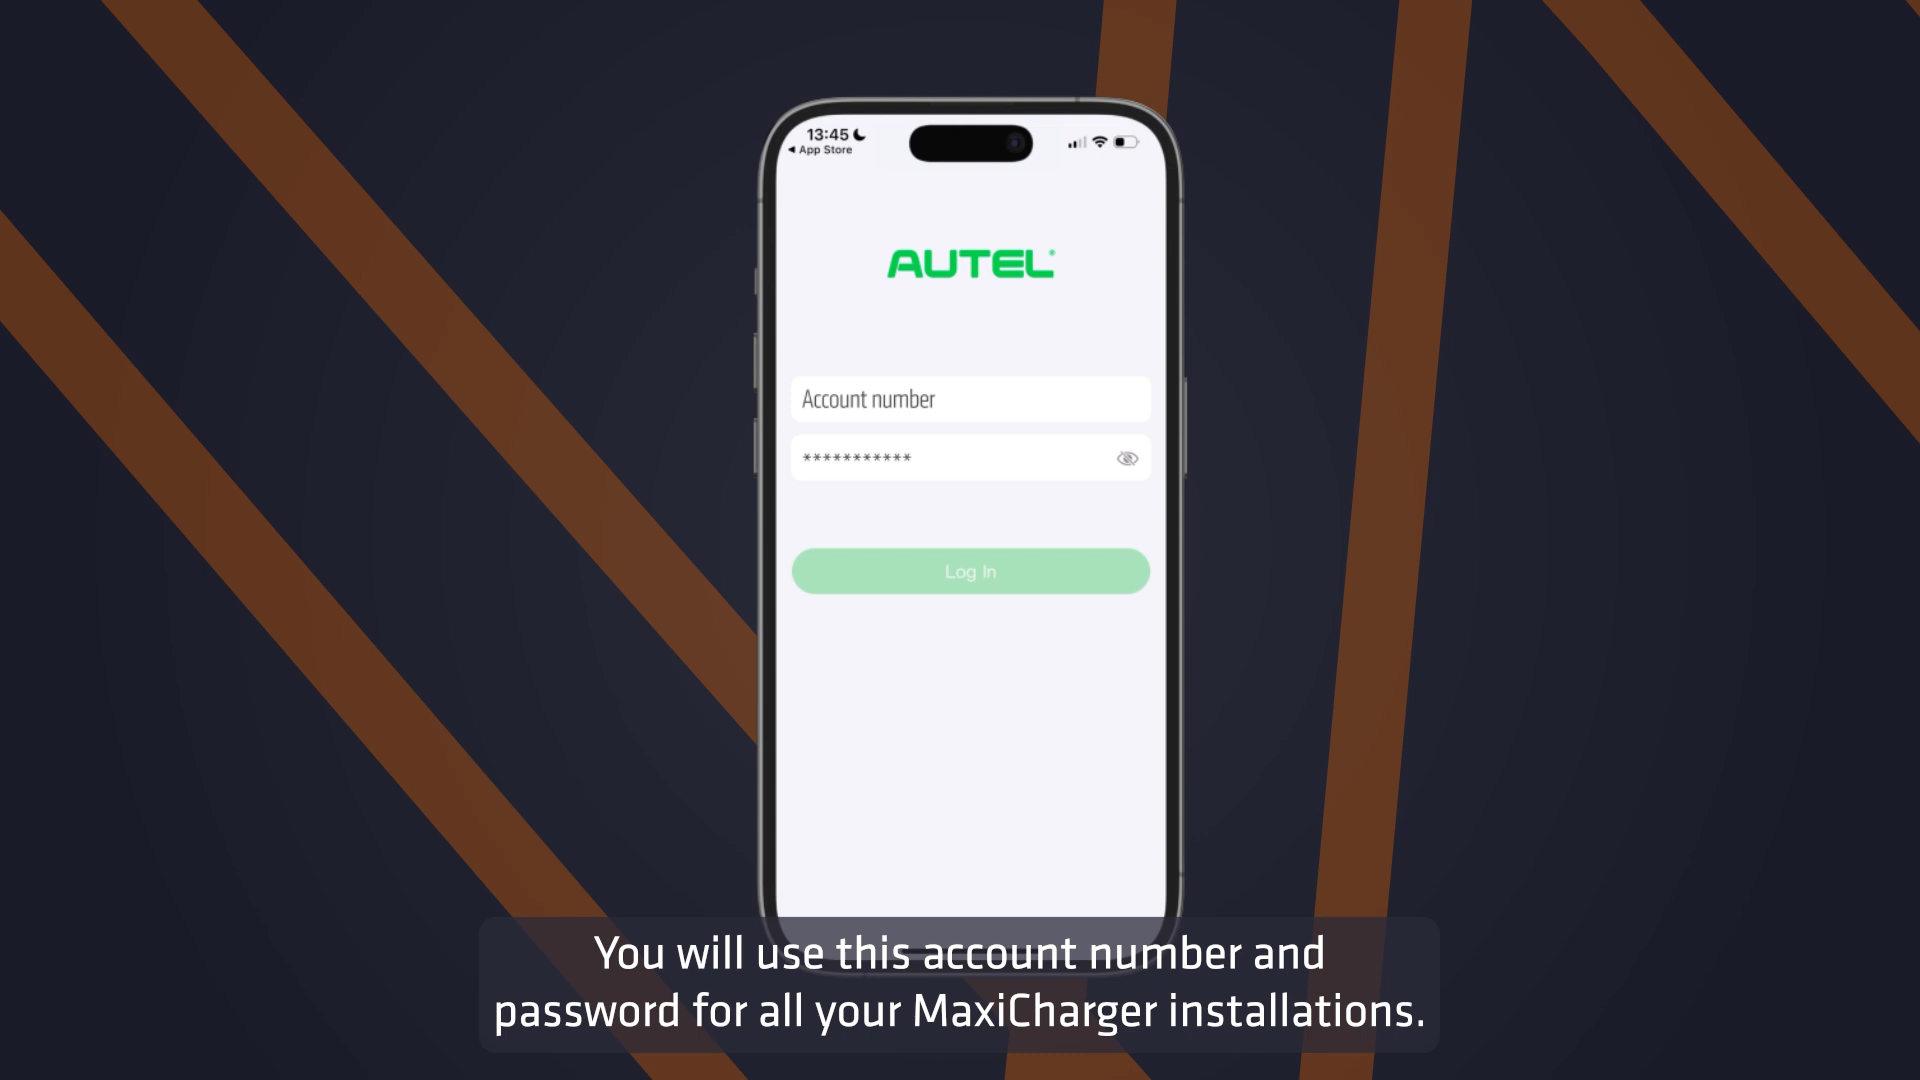 13:45
◀ App Store
AUTEL
Account number
***********
Log In
You will use this account number and
password for all your MaxiCharger installations.